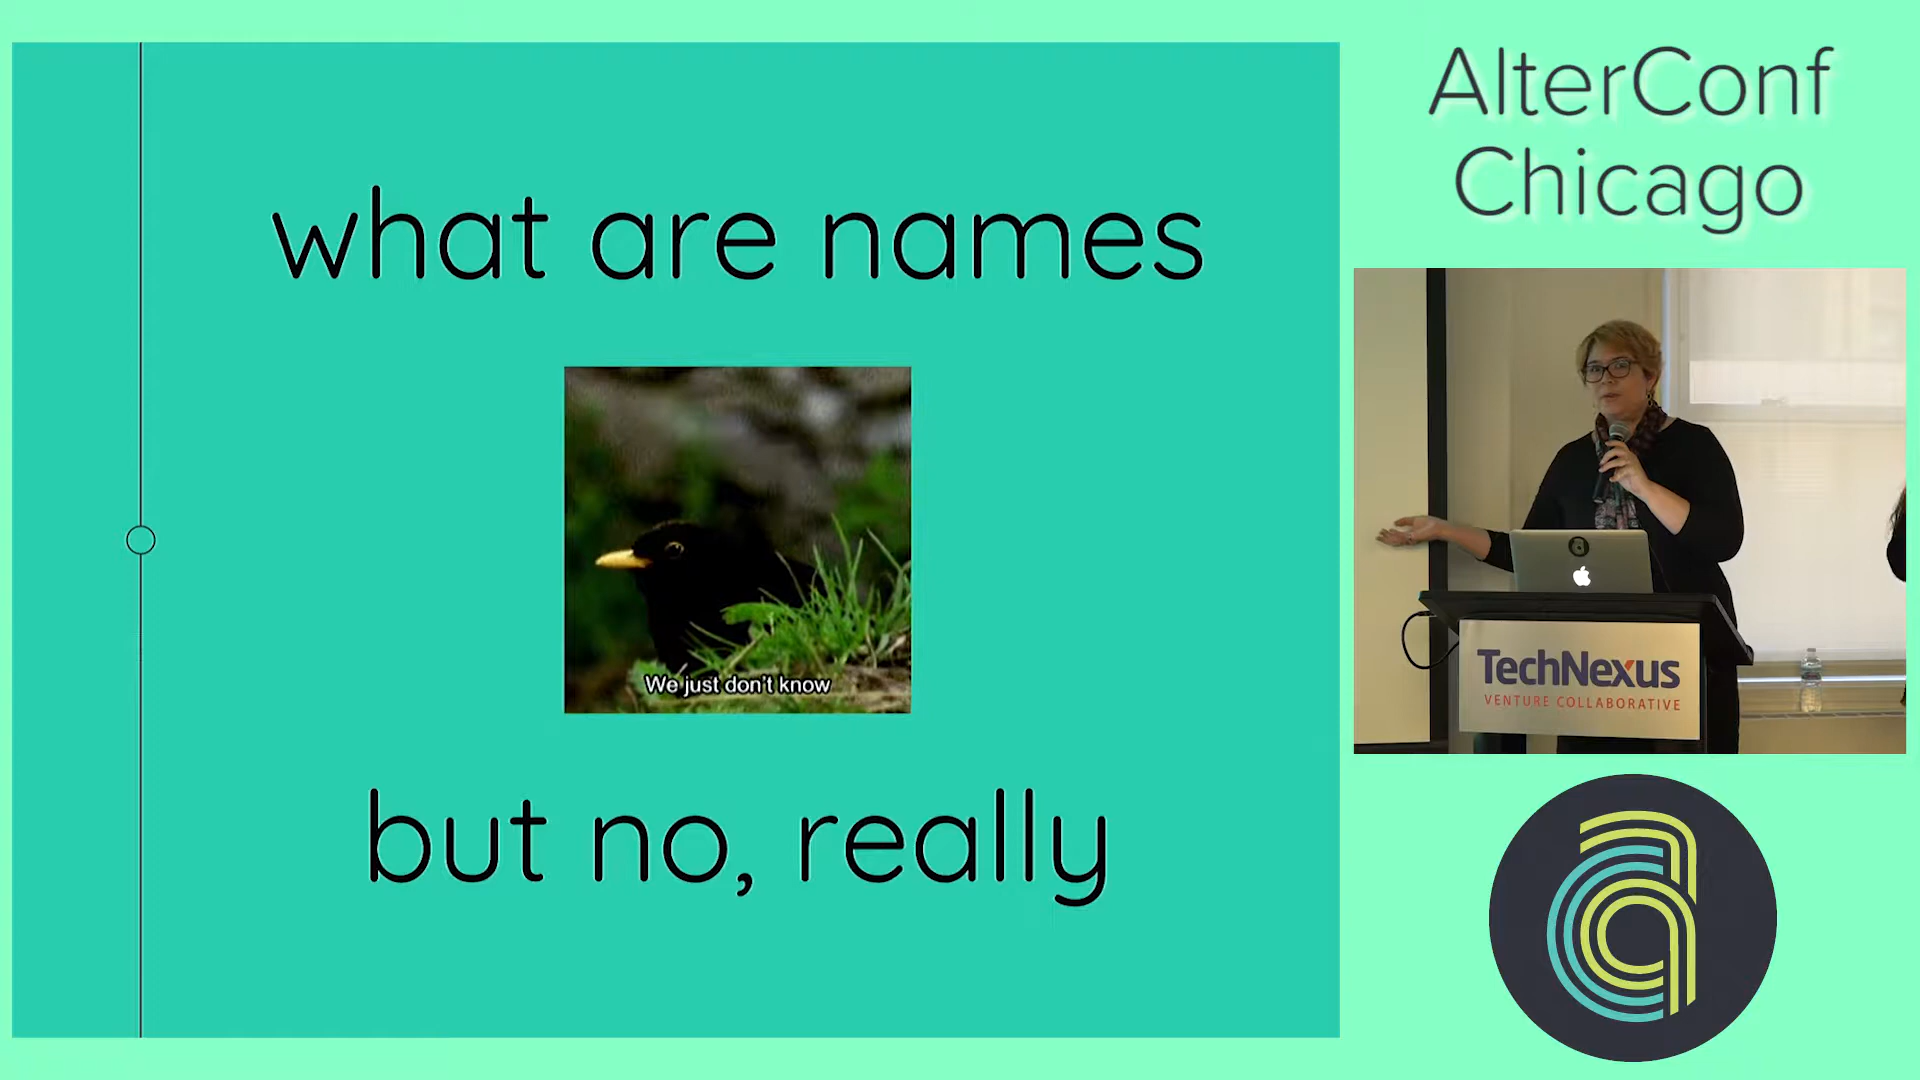 what are names
We just don't know
but no, really
AlterConf
Chicago
TechNexus
VENTURE COLLABORATIVE